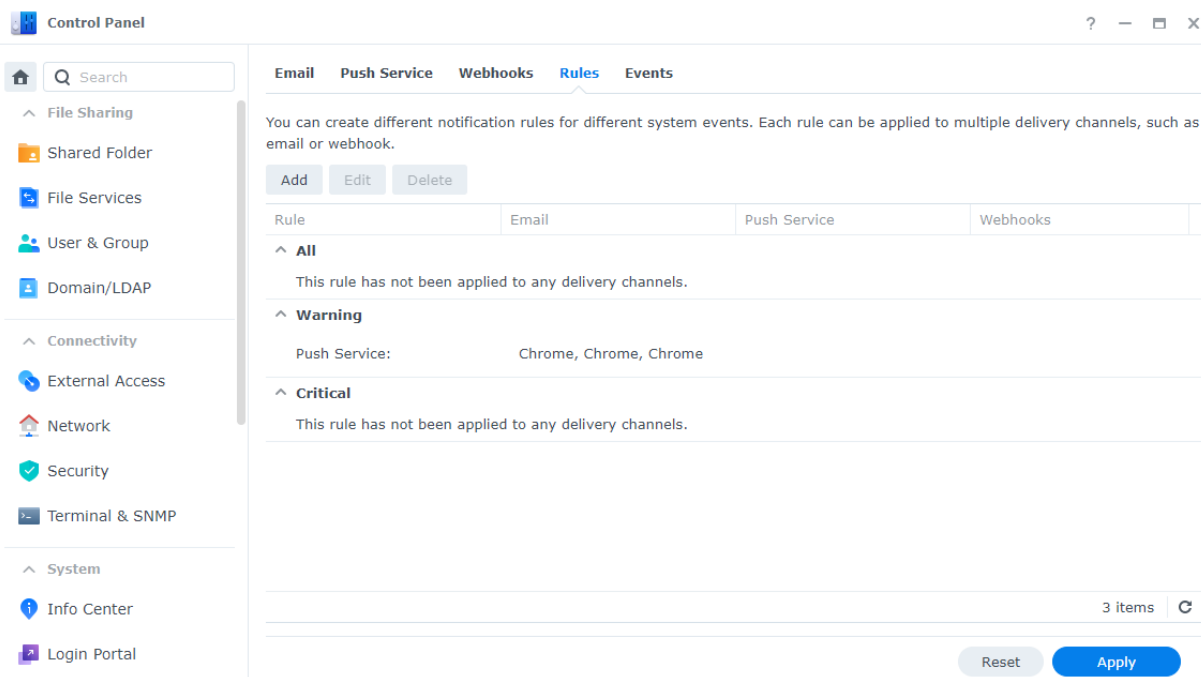 Control Panel
Search
File Sharing
Shared Folder
File Services
User & Group
Domain/LDAP
Connectivity
External Access
Network
Security
Terminal & SNMP
System
Info Center
Login Portal
Email Push Service Webhooks Rules Events
You can create different notification rules for different system events. Each rule can be applied to multiple delivery channels, such as
email or webhook.
Add Edit Delete
Rule Email Push Service Webhooks
All
This rule has not been applied to any delivery channels.
Warning
Push Service: Chrome, Chrome, Chrome
Critical
This rule has not been applied to any delivery channels.
3 items
Reset Apply